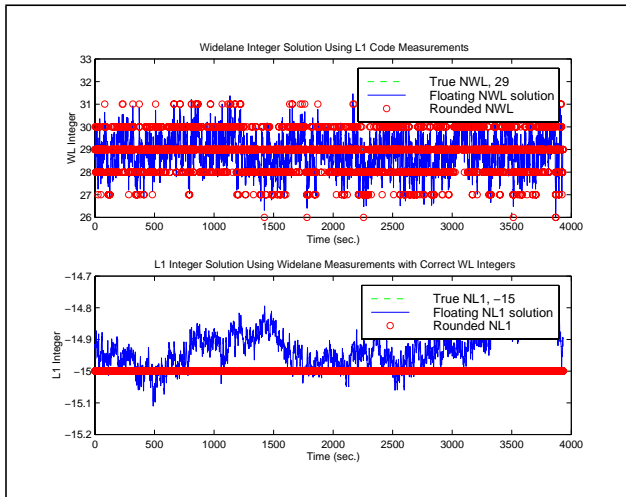 Widelane Integer Solution Using L1 Code Measurements
33
32
31
30
29
28
27
26
WL Integer
True NWL, 29
Floating NWL solution
Rounded NWL
0 500 1000 1500 2000 2500 3000 3500 4000
Time (sec.)
L1 Integer Solution Using Widelane Measurements with Correct WL Integers
−14.7
−14.8
−14.9
−15
−15.1
−15.2
L1 Integer
True NL1, −15
Floating NL1 solution
Rounded NL1
0 500 1000 1500 2000 2500 3000 3500 4000
Time (sec.)